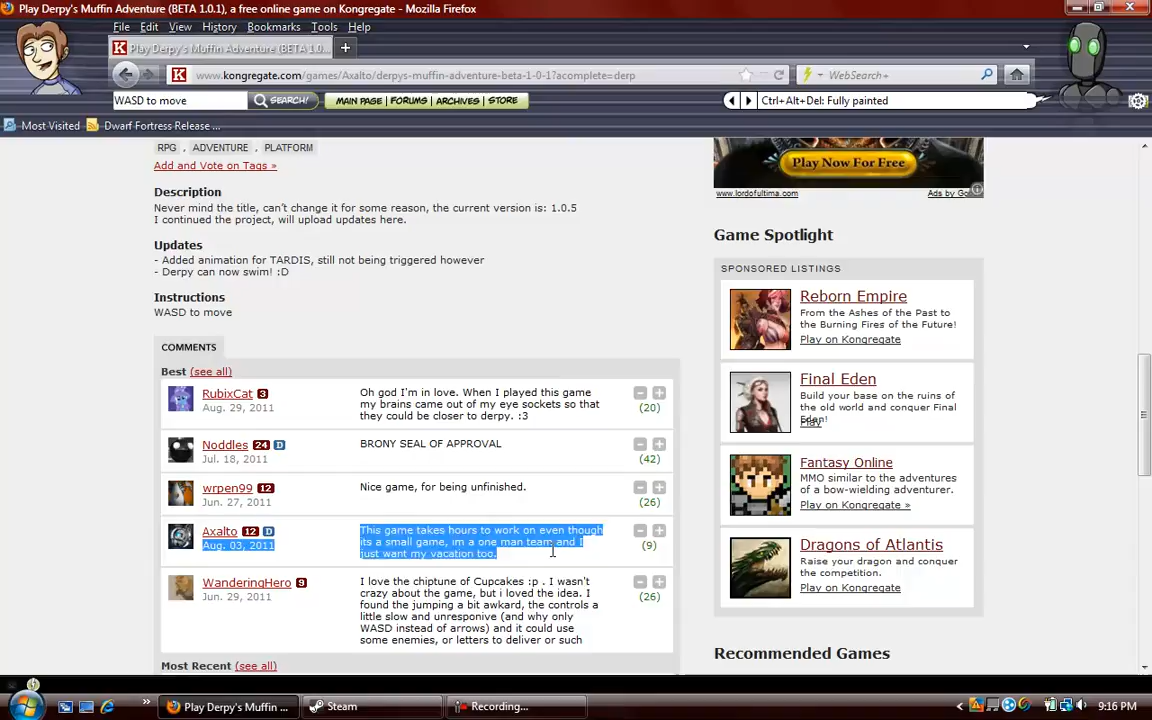 Play Derpy's Muffin Adventure (BETA 1.0.1), a free online game on Kongregate - Mozilla Firefox
File Edit View History Bookmarks Tools Help
Play Derpy's Muffin Adventure (BETA 1.0...
www.kongregate.com/games/Axalto/derpys-muffin-adventure-beta-1-0-1?acomplete=derp
WebSearch+
WASD to move
SEARCH!
MAIN PAGE | FORUMS | ARCHIVES | STORE
Ctrl+Alt+Del: Fully painted
Most Visited
Dwarf Fortress Release ...
RPG , ADVENTURE , PLATFORM
Add and Vote on Tags »
Description
Never mind the title, can't change it for some reason, the current version is: 1.0.5
I continued the project, will upload updates here.
Updates
- Added animation for TARDIS, still not being triggered however
- Derpy can now swim! :D
Instructions
WASD to move
COMMENTS
Best (see all)
RubixCat 3
Aug. 29, 2011
Oh god I'm in love. When I played this game
my brains came out of my eye sockets so that
they could be closer to derpy. :3
(20)
Noddles 24 D
Jul. 18, 2011
BRONY SEAL OF APPROVAL
(42)
wrpen99 12
Jun. 27, 2011
Nice game, for being unfinished.
(26)
Axalto 12 D
Aug. 03, 2011
This game takes hours to work on even though
its a small game, im a one man team and I
just want my vacation too.
(9)
WanderingHero 9
Jun. 29, 2011
I love the chiptune of Cupcakes :p . I wasn't
crazy about the game, but i loved the idea. I
found the jumping a bit awkard, the controls a
little slow and unresponive (and why only
WASD instead of arrows) and it could use
some enemies, or letters to deliver or such
(26)
Most Recent (see all)
Play Now For Free
www.lordofultima.com
Ads by Go
Game Spotlight
SPONSORED LISTINGS
Reborn Empire
From the Ashes of the Past to
the Burning Fires of the Future!
Play on Kongregate
Final Eden
Build your base on the ruins of
the old world and conquer Final
Eden!
Play
Fantasy Online
MMO similar to the adventures
of a bow-wielding adventurer.
Play on Kongregate »
Dragons of Atlantis
Raise your dragon and conquer
the competition.
Play on Kongregate
Recommended Games
Play Derpy's Muffin ...
Steam
Recording...
9:16 PM